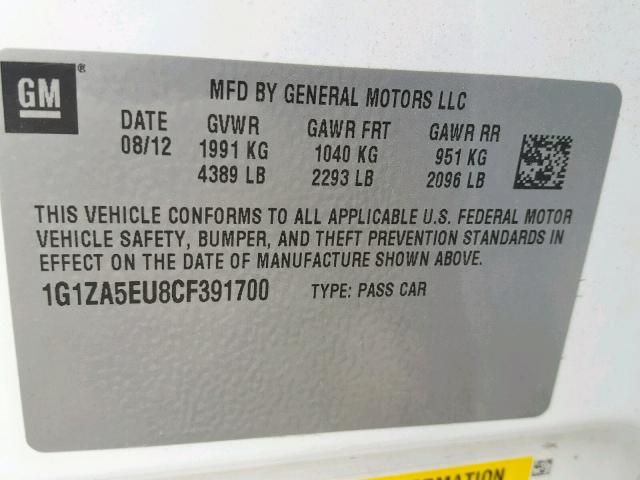 GM ®
MFD BY GENERAL MOTORS LLC
DATE GVWR GAWR FRT GAWR RR
08/12 1991 KG 1040 KG 951 KG
4389 LB 2293 LB 2096 LB
THIS VEHICLE CONFORMS TO ALL APPLICABLE U.S. FEDERAL MOTOR
VEHICLE SAFETY, BUMPER, AND THEFT PREVENTION STANDARDS IN
EFFECT ON THE DATE OF MANUFACTURE SHOWN ABOVE.
1G1ZA5EU8CF391700 TYPE: PASS CAR